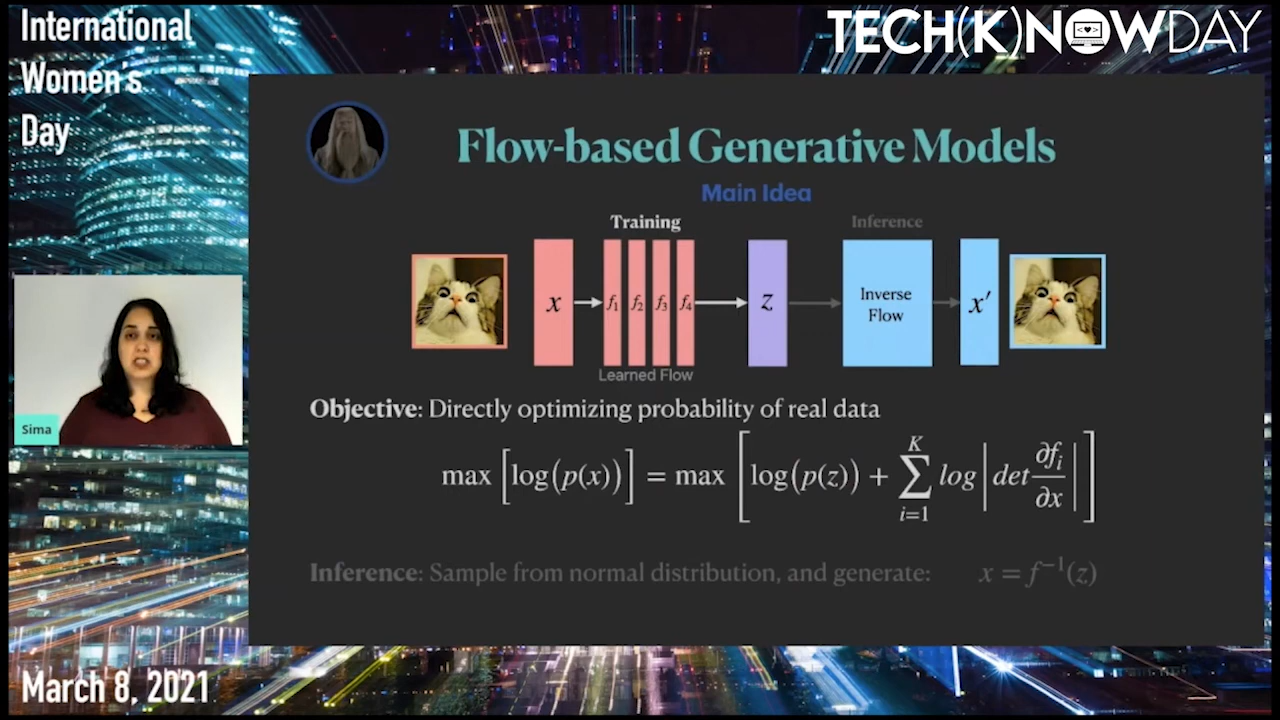 International
Women's
Day
TECH(K)NOWDAY
Flow-based Generative Models
Main Idea
Training
Inference
x
f₁ f₂ f₃ f₄
z
Inverse
Flow
x′
Learned Flow
Objective: Directly optimizing probability of real data
max [log(p(x))] = max [log(p(z)) + ∑_{i=1}^{K} log |det ∂f_i/∂x|]
Inference: Sample from normal distribution, and generate: x = f⁻¹(z)
Sima
March 8, 2021